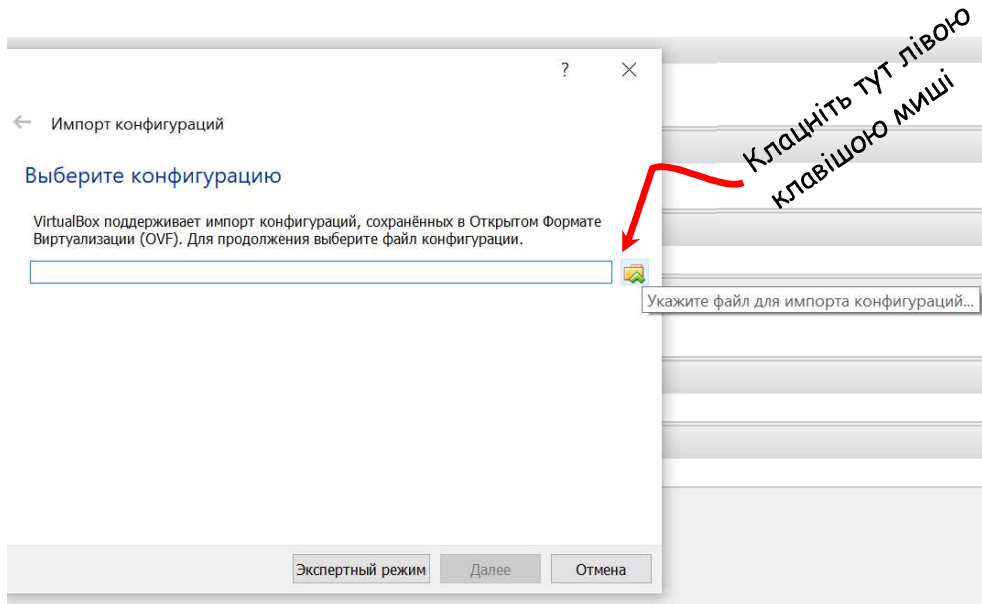 Клацніть тут лівою
клавішою миші
?
Импорт конфигураций
Выберите конфигурацию
VirtualBox поддерживает импорт конфигураций, сохранённых в Открытом Формате
Виртуализации (OVF). Для продолжения выберите файл конфигурации.
Укажите файл для импорта конфигураций...
Экспертный режим Далее Отмена